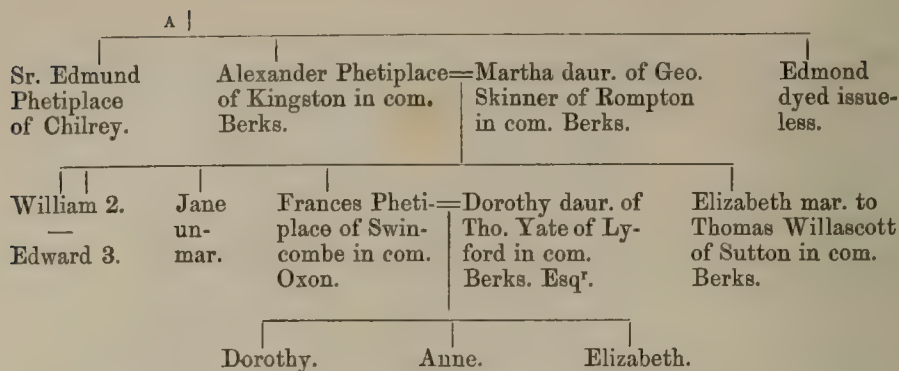 A
Sr. Edmund
Phetiplace
of Chilrey.
Alexander Phetiplace
of Kingston in com.
Berks.
Martha daur. of Geo.
Skinner of Rompton
in com. Berks.
Edmond
dyed issue-
less.
William 2.
—
Edward 3.
Jane
un-
mar.
Frances Pheti-
place of Swin-
combe in com.
Oxon.
Dorothy daur. of
Tho. Yate of Ly-
ford in com.
Berks. Esqr.
Elizabeth mar. to
Thomas Willascott
of Sutton in com.
Berks.
Dorothy.
Anne.
Elizabeth.